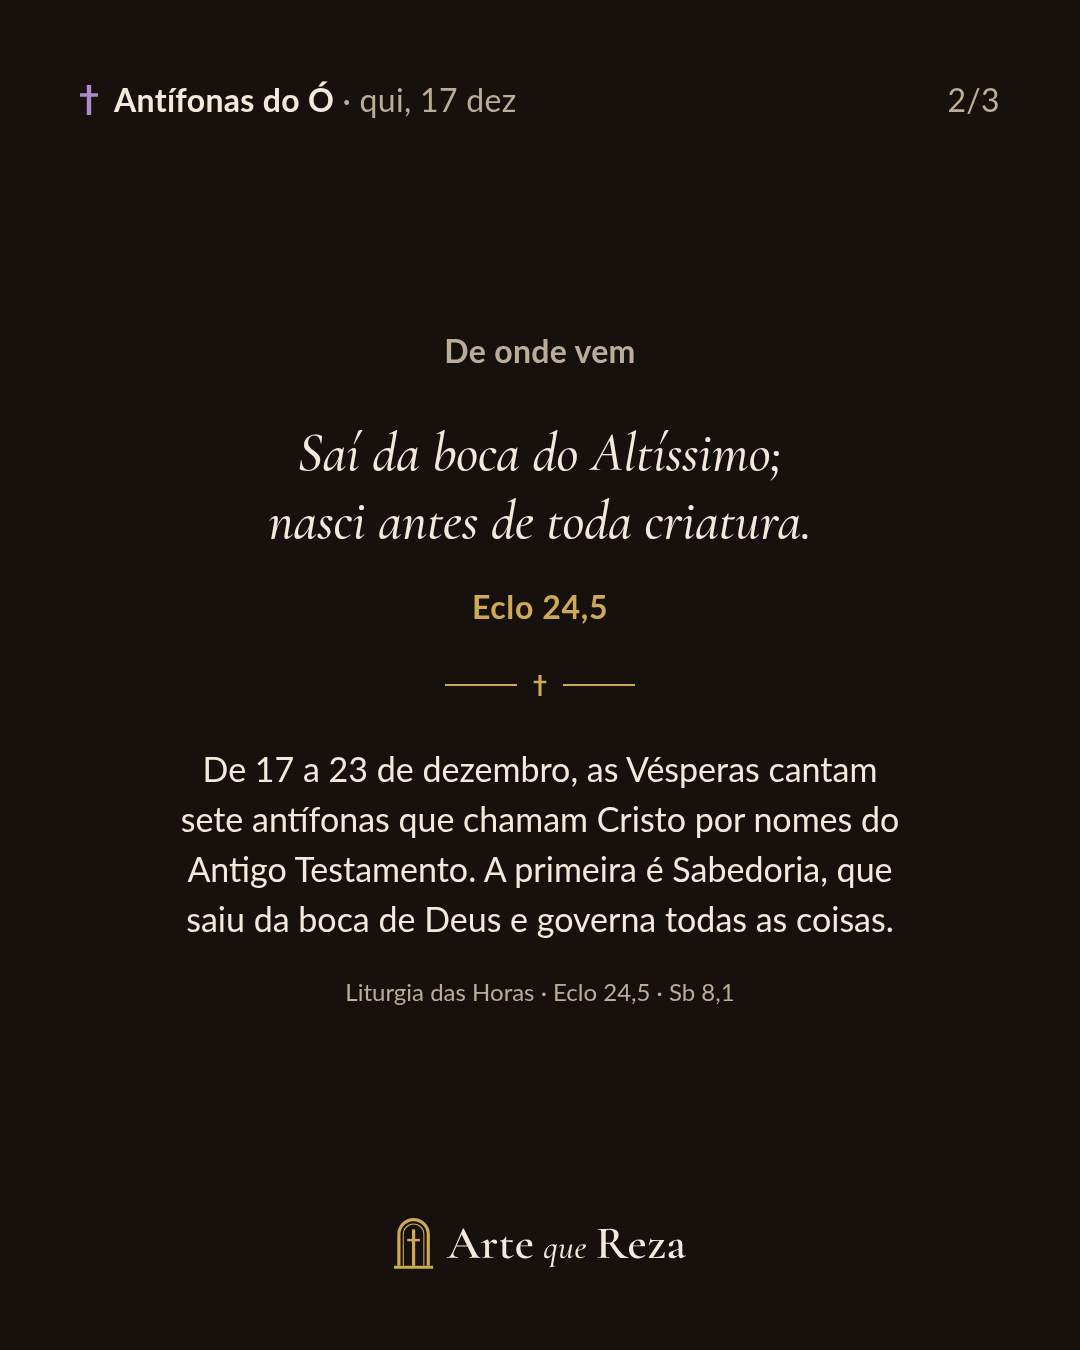 † Antífonas do Ó · qui, 17 dez 2/3
De onde vem
Saí da boca do Altíssimo;
nasci antes de toda criatura.
Eclo 24,5
†
De 17 a 23 de dezembro, as Vésperas cantam
sete antífonas que chamam Cristo por nomes do
Antigo Testamento. A primeira é Sabedoria, que
saiu da boca de Deus e governa todas as coisas.
Liturgia das Horas · Eclo 24,5 · Sb 8,1
Arte que Reza